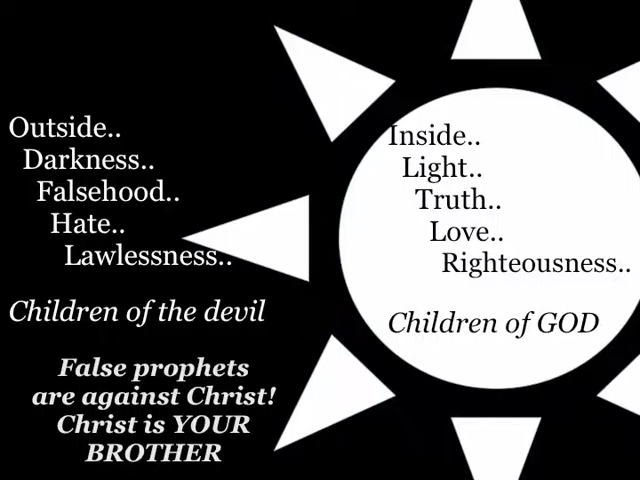 Outside..
Darkness..
Falsehood..
Hate..
Lawlessness..
Children of the devil
False prophets
are against Christ!
Christ is YOUR
BROTHER
Inside..
Light..
Truth..
Love..
Righteousness..
Children of GOD